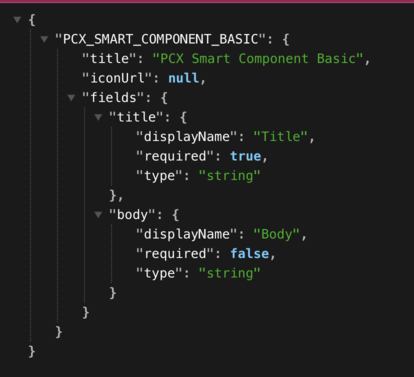 {
"PCX_SMART_COMPONENT_BASIC": {
"title": "PCX Smart Component Basic",
"iconUrl": null,
"fields": {
"title": {
"displayName": "Title",
"required": true,
"type": "string"
},
"body": {
"displayName": "Body",
"required": false,
"type": "string"
}
}
}
}